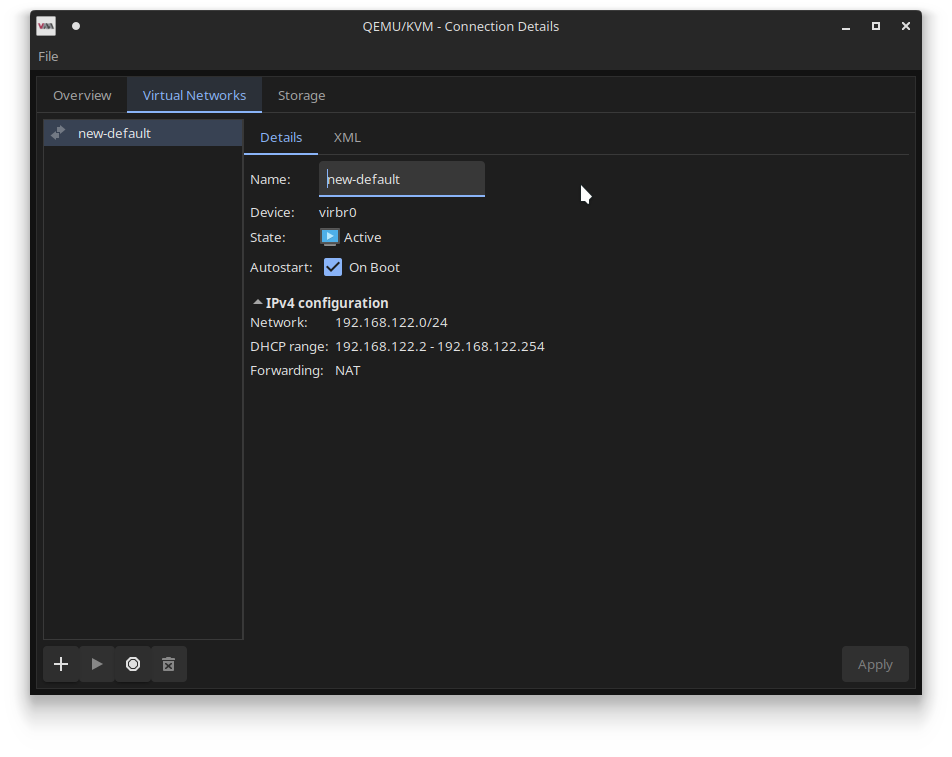 QEMU/KVM - Connection Details
File
Overview Virtual Networks Storage
new-default
Details XML
Name: new-default
Device: virbr0
State: Active
Autostart: On Boot
IPv4 configuration
Network: 192.168.122.0/24
DHCP range: 192.168.122.2 - 192.168.122.254
Forwarding: NAT
Apply